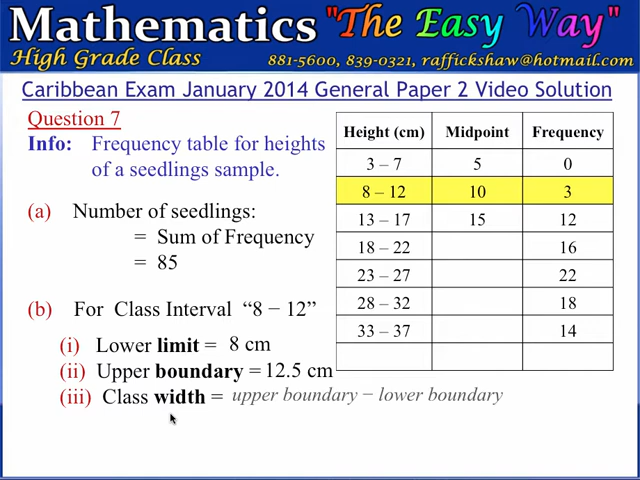 Mathematics "The Easy Way"
High Grade Class 881-5600, 839-0321, raffickshaw@hotmail.com
Caribbean Exam January 2014 General Paper 2 Video Solution
Question 7
Info: Frequency table for heights
of a seedlings sample.
(a) Number of seedlings:
= Sum of Frequency
= 85
(b) For Class Interval “8 − 12”
(i) Lower limit = 8 cm
(ii) Upper boundary = 12.5 cm
(iii) Class width = upper boundary − lower boundary
Height (cm) Midpoint Frequency
3 – 7 5 0
8 – 12 10 3
13 – 17 15 12
18 – 22 16
23 – 27 22
28 – 32 18
33 – 37 14